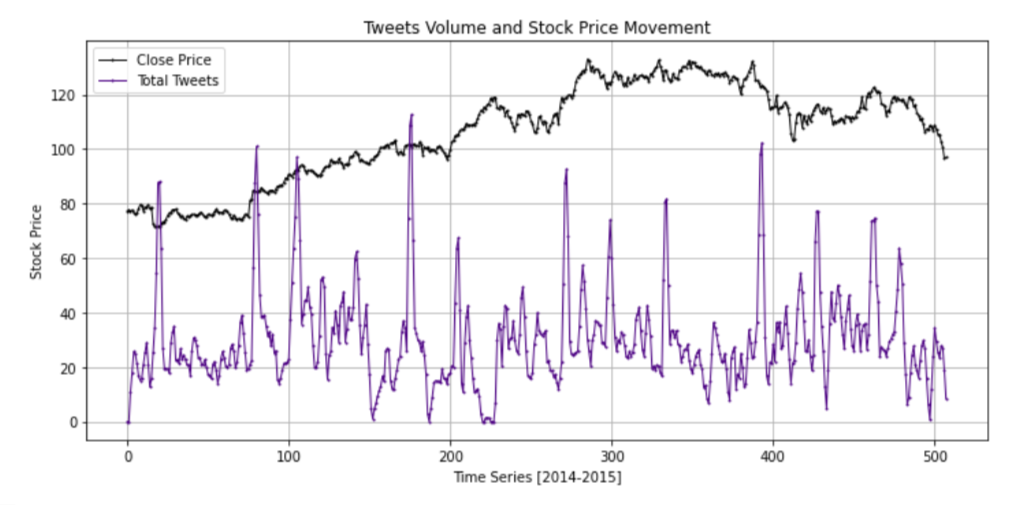 Tweets Volume and Stock Price Movement
Close Price
Total Tweets
120
100
80
60
40
20
0
Stock Price
0 100 200 300 400 500
Time Series [2014-2015]